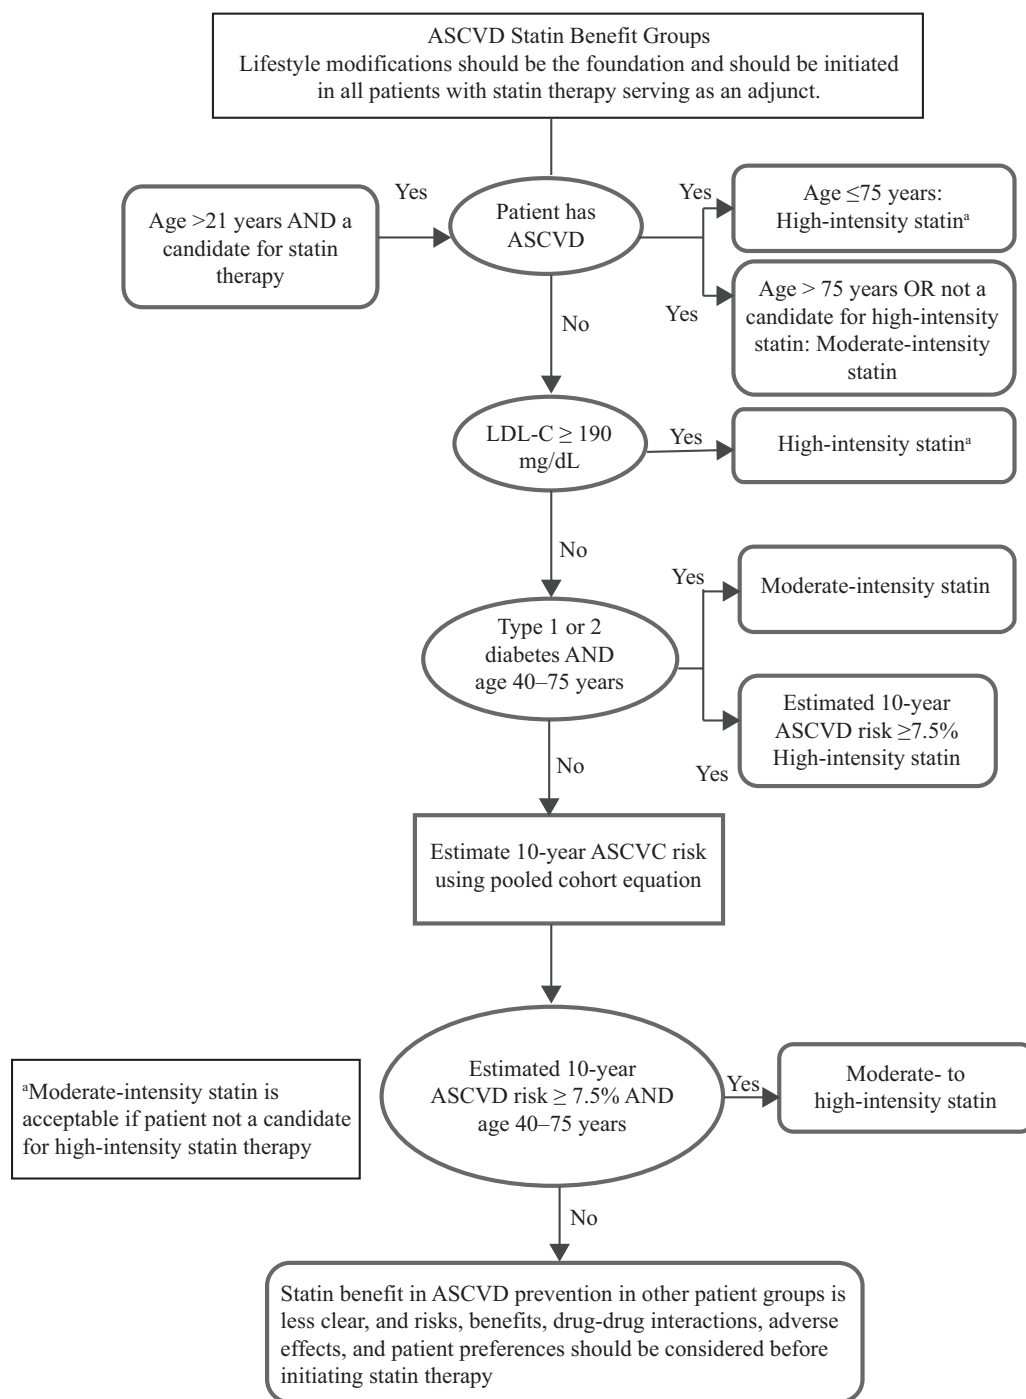 ASCVD Statin Benefit Groups
Lifestyle modifications should be the foundation and should be initiated
in all patients with statin therapy serving as an adjunct.
Age >21 years AND a
candidate for statin
therapy
Yes
Patient has
ASCVD
Yes
Age ≤75 years:
High-intensity statinᵃ
Yes
Age > 75 years OR not a
candidate for high-intensity
statin: Moderate-intensity
statin
No
LDL-C ≥ 190
mg/dL
Yes
High-intensity statinᵃ
No
Type 1 or 2
diabetes AND
age 40–75 years
Yes
Moderate-intensity statin
Yes
Estimated 10-year
ASCVD risk ≥7.5%
High-intensity statin
No
Estimate 10-year ASCVC risk
using pooled cohort equation
Estimated 10-year
ASCVD risk ≥ 7.5% AND
age 40–75 years
Yes
Moderate- to
high-intensity statin
ᵃModerate-intensity statin is
acceptable if patient not a candidate
for high-intensity statin therapy
No
Statin benefit in ASCVD prevention in other patient groups is
less clear, and risks, benefits, drug-drug interactions, adverse
effects, and patient preferences should be considered before
initiating statin therapy